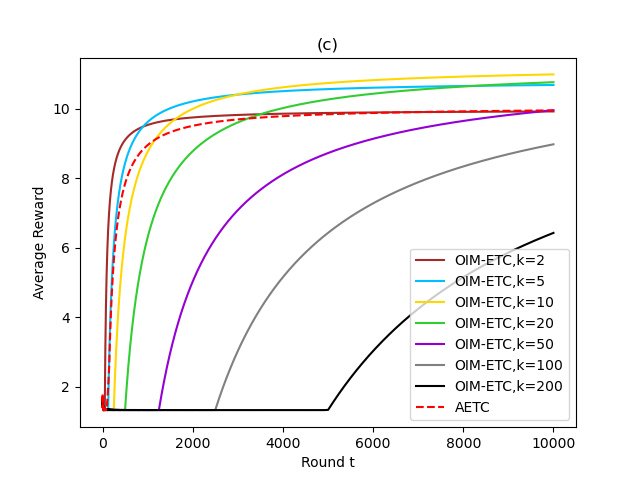 (c)
Average Reward
10
8
6
4
2
0
2000
4000
6000
8000
10000
Round t
OIM-ETC,k=2
OIM-ETC,k=5
OIM-ETC,k=10
OIM-ETC,k=20
OIM-ETC,k=50
OIM-ETC,k=100
OIM-ETC,k=200
AETC